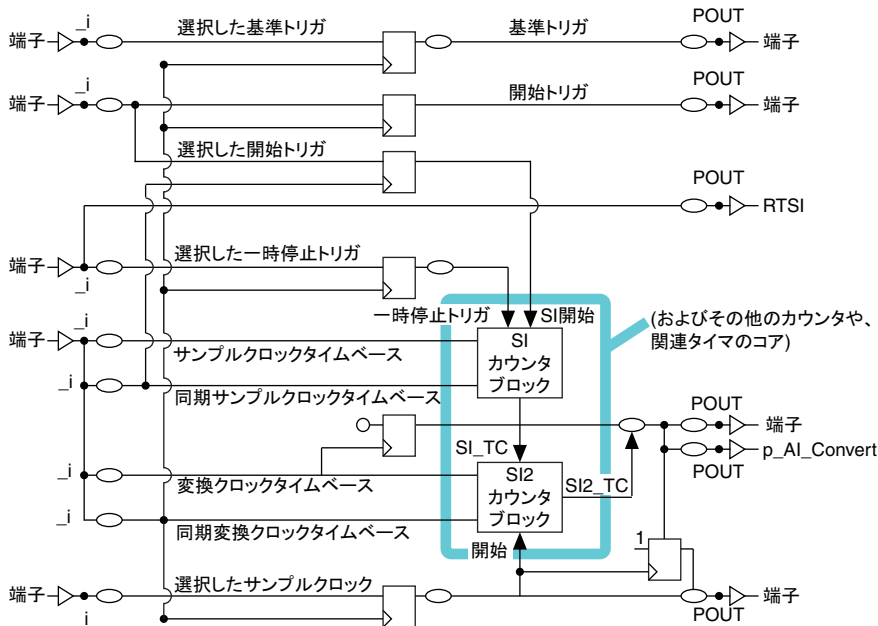 _i
POUT
端子
選択した基準トリガ
基準トリガ
端子
_i
POUT
端子
開始トリガ
端子
選択した開始トリガ
POUT
RTSI
端子
選択した一時停止トリガ
_i
一時停止トリガ
SI開始
(およびその他のカウンタや、
関連タイマのコア)
_i
端子
サンプルクロックタイムベース
SI
カウンタ
ブロック
_i
同期サンプルクロックタイムベース
POUT
端子
SI_TC
p_AI_Convert
POUT
_i
変換クロックタイムベース
SI2
カウンタ
ブロック
SI2_TC
_i
同期変換クロックタイムベース
開始
1
端子
選択したサンプルクロック
端子
_i
POUT